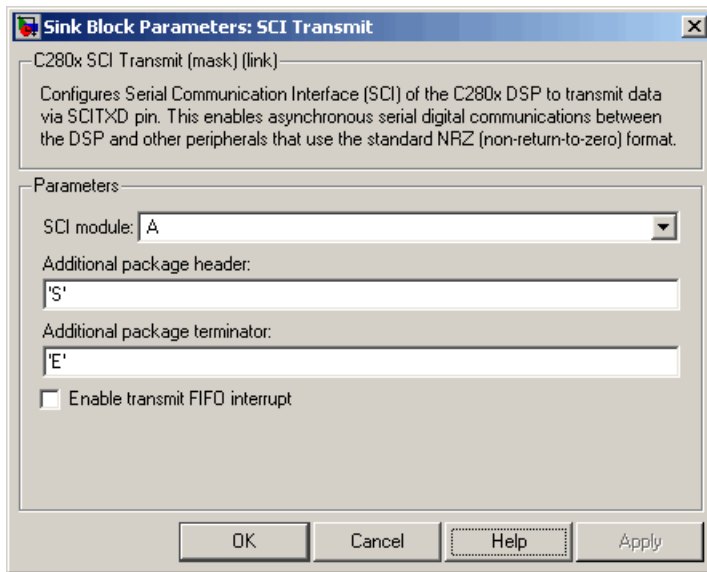 Sink Block Parameters: SCI Transmit
C280x SCI Transmit (mask) (link)
Configures Serial Communication Interface (SCI) of the C280x DSP to transmit data
via SCITXD pin. This enables asynchronous serial digital communications between
the DSP and other peripherals that use the standard NRZ (non-return-to-zero) format.
Parameters
SCI module: A
Additional package header:
'S'
Additional package terminator:
'E'
Enable transmit FIFO interrupt
OK Cancel Help Apply